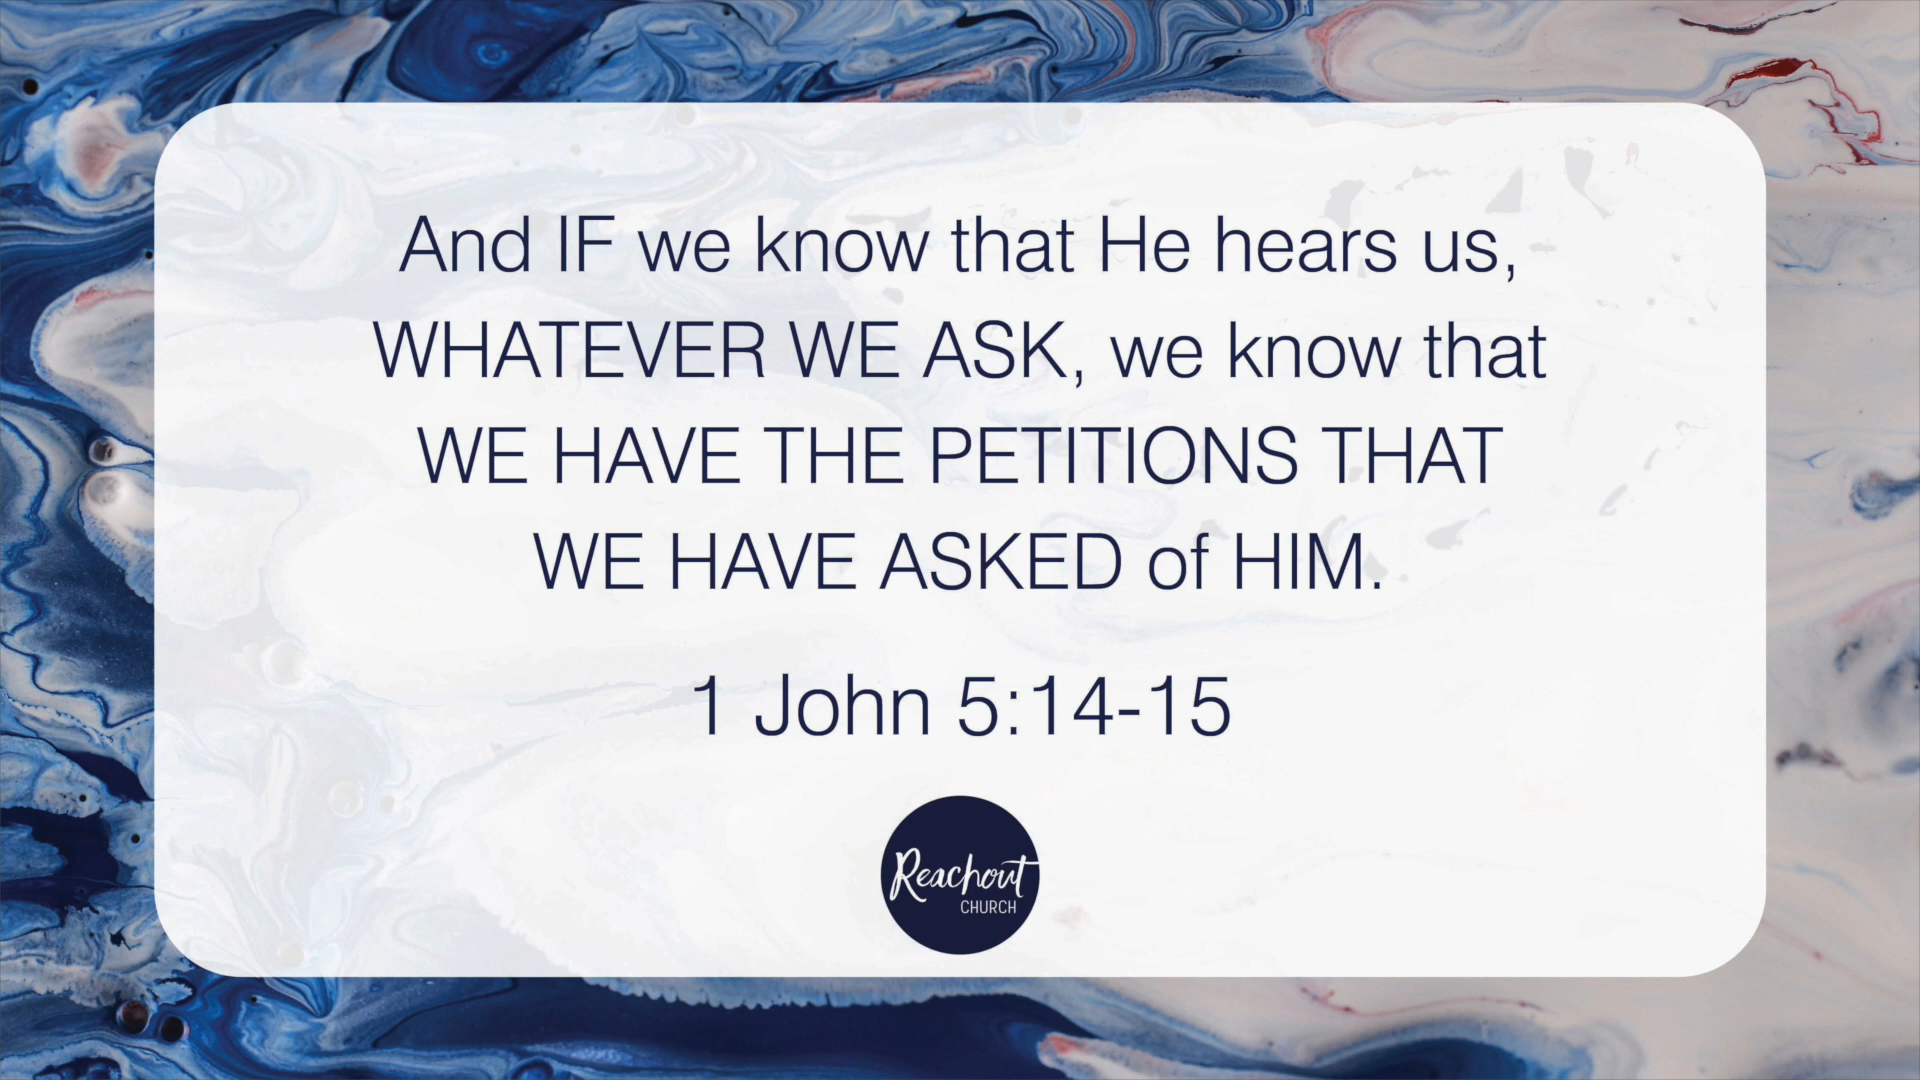 And IF we know that He hears us,
WHATEVER WE ASK, we know that
WE HAVE THE PETITIONS THAT
WE HAVE ASKED of HIM.
1 John 5:14-15
Reachout
CHURCH